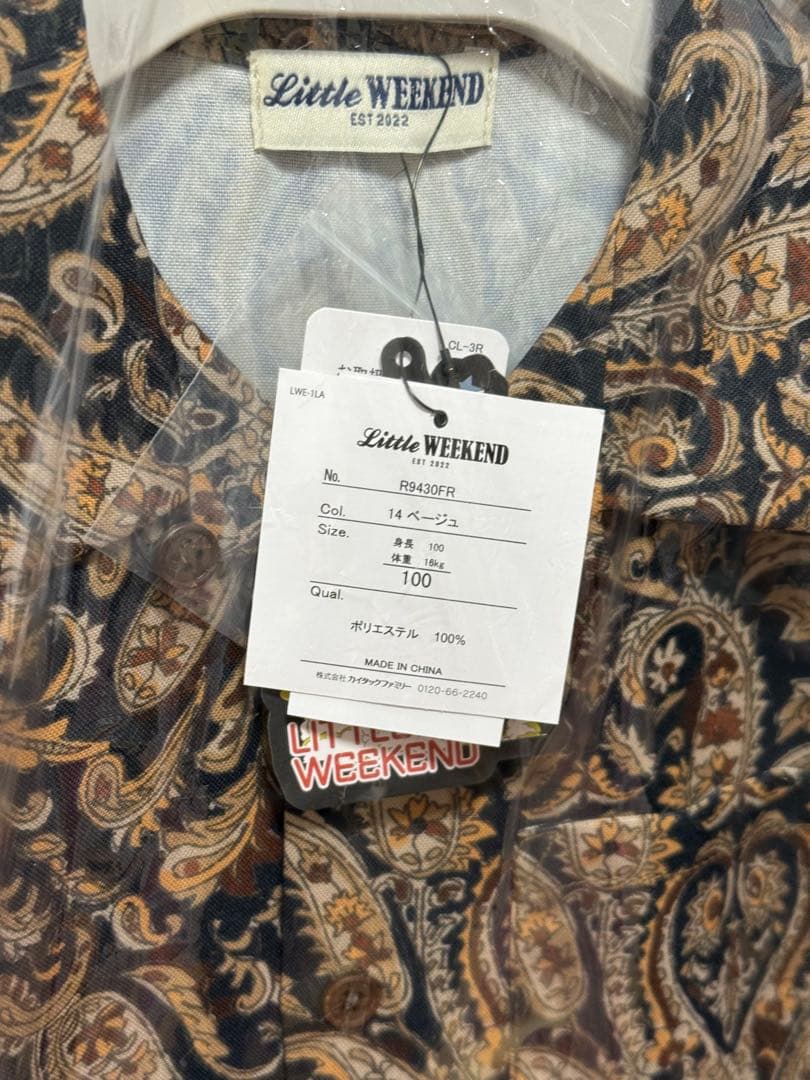 Little WEEKEND
EST 2022
CL-3R
LWE-1LA
Little WEEKEND
EST 2022
No. R9430FR
Col. 14 ベージュ
Size. 身長 100
体重 16kg
100
Qual.
ポリエステル 100%
MADE IN CHINA
株式会社カイタックファミリー 0120-66-2240
LITTLE
WEEKEND